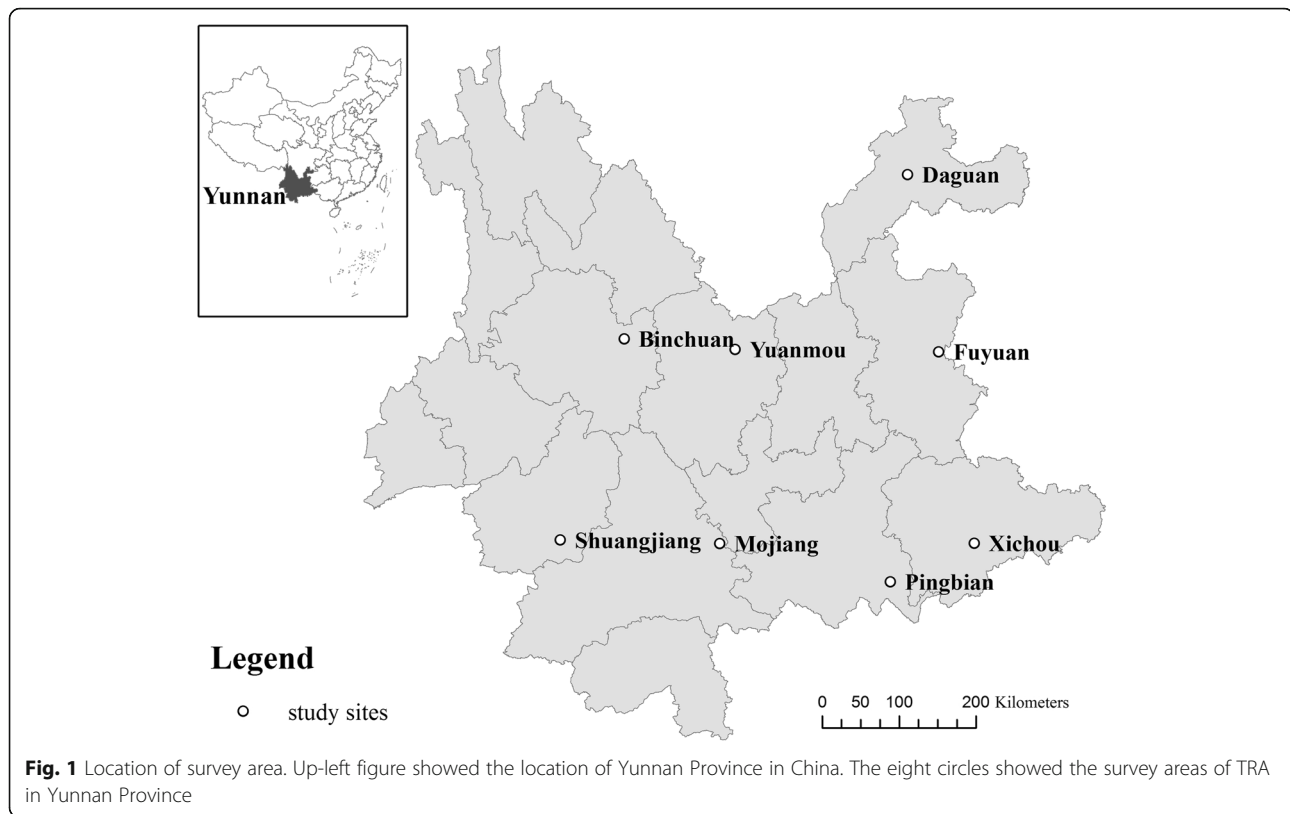 Yunnan
Daguan
Binchuan
Yuanmou
Fuyuan
Shuangjiang
Mojiang
Xichou
Pingbian
Legend
study sites
0 50 100 200 Kilometers
Fig. 1 Location of survey area. Up-left figure showed the location of Yunnan Province in China. The eight circles showed the survey areas of TRA
in Yunnan Province